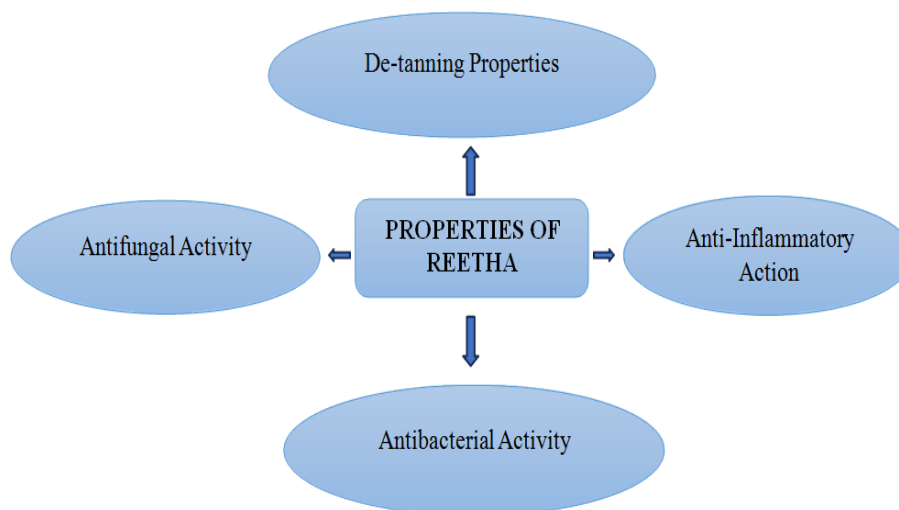 De-tanning Properties
Antifungal Activity
PROPERTIES OF
REETHA
Anti-Inflammatory
Action
Antibacterial Activity